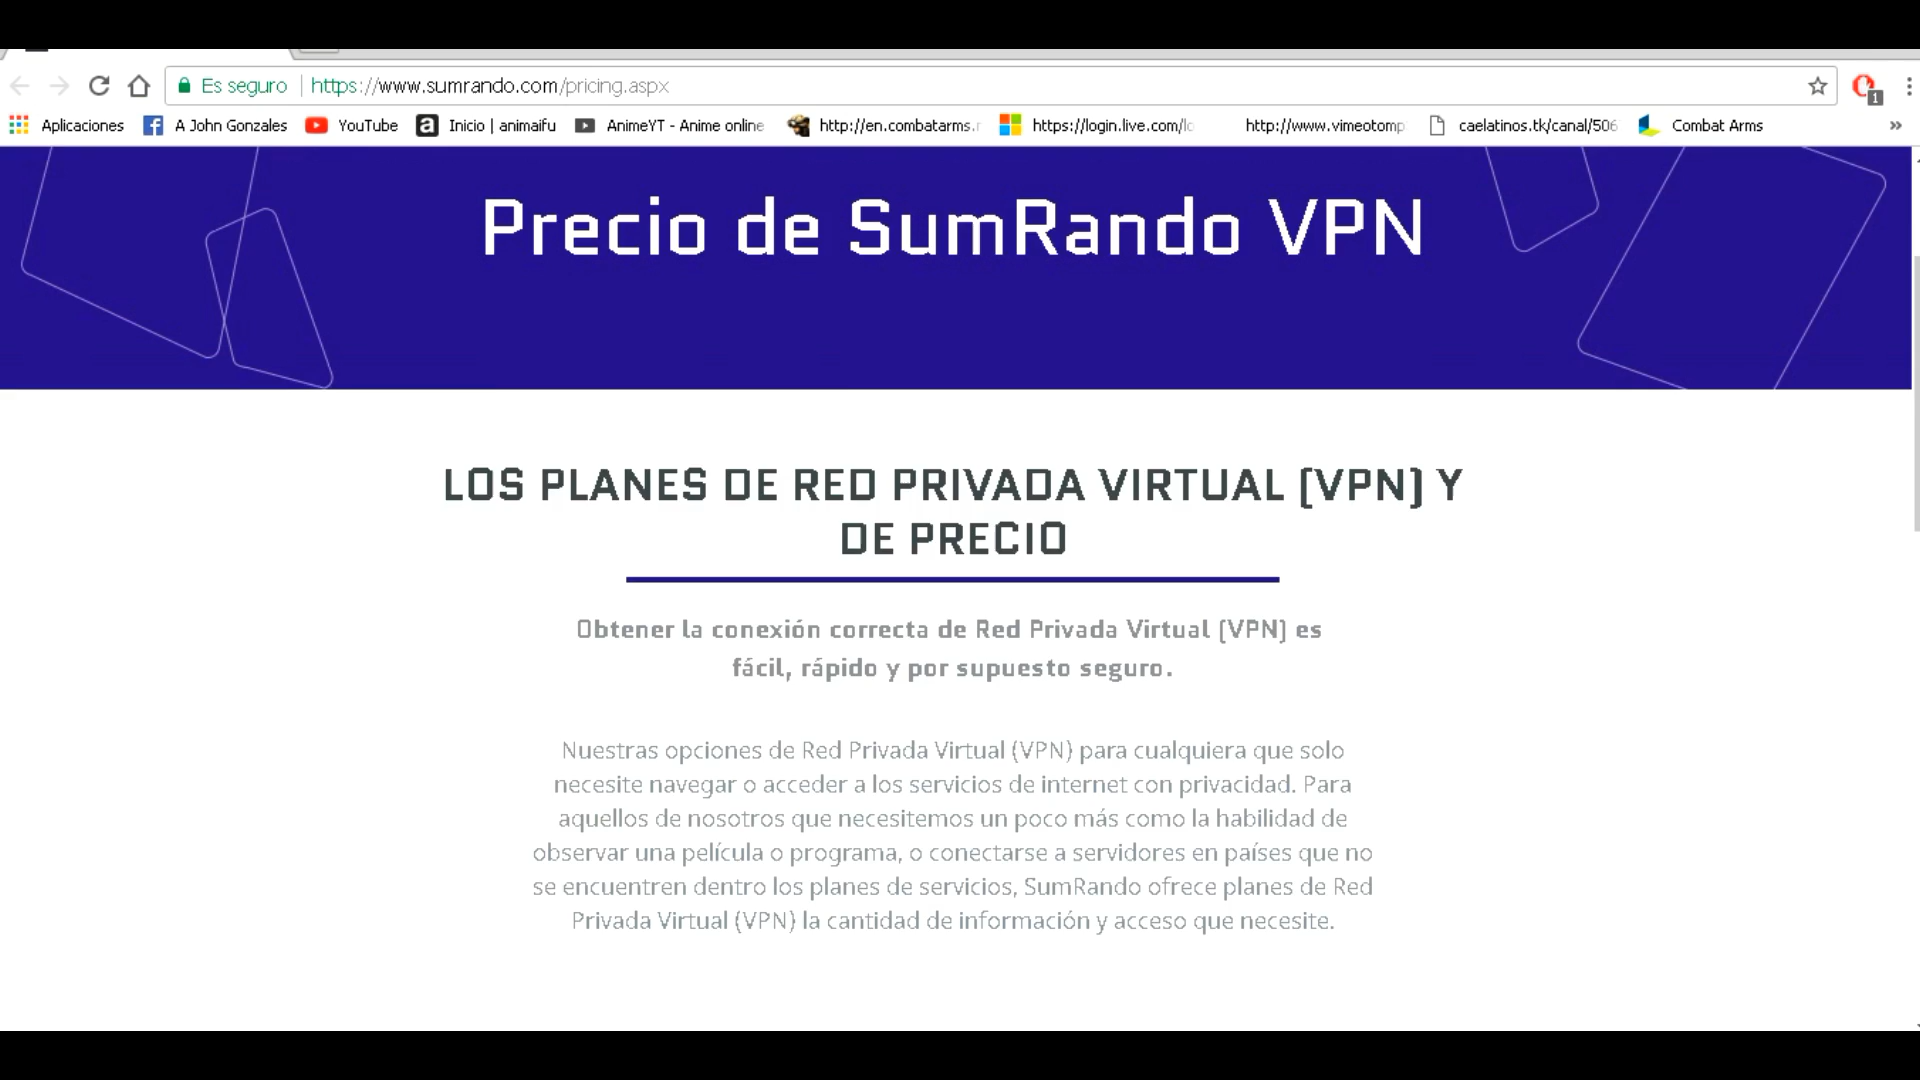 Es seguro https://www.sumrando.com/pricing.aspx
1
Aplicaciones A John Gonzales YouTube a Inicio | animaifu AnimeYT - Anime online http://en.combatarms. https://login.live.com/lo http://www.vimeotomp caelatinos.tk/canal/506 Combat Arms »
Precio de SumRando VPN
LOS PLANES DE RED PRIVADA VIRTUAL (VPN) Y
DE PRECIO
Obtener la conexión correcta de Red Privada Virtual (VPN) es
fácil, rápido y por supuesto seguro.
Nuestras opciones de Red Privada Virtual (VPN) para cualquiera que solo
necesite navegar o acceder a los servicios de internet con privacidad. Para
aquellos de nosotros que necesitemos un poco más como la habilidad de
observar una película o programa, o conectarse a servidores en países que no
se encuentren dentro los planes de servicios, SumRando ofrece planes de Red
Privada Virtual (VPN) la cantidad de información y acceso que necesite.